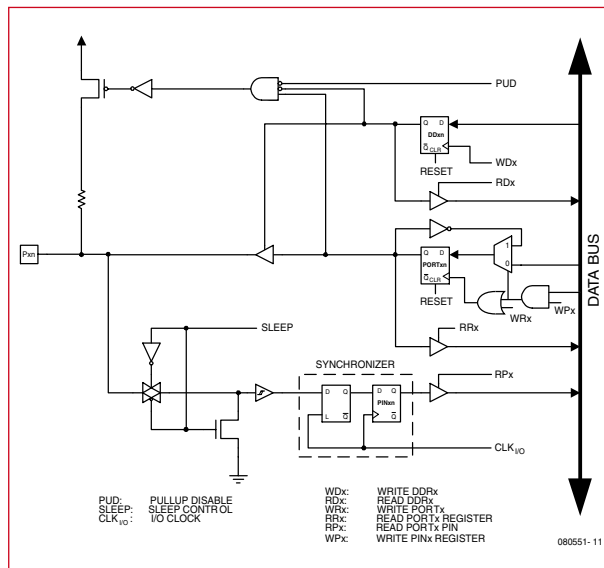 PUD
Q D
DDxn
Q CLR
WDx
RESET
RDx
Pxn
Q D
PORTxn
Q CLR
1
0
RESET
WRx
WPx
DATA BUS
SLEEP
RRx
SYNCHRONIZER
RPx
D Q
L Q
D Q
PINxn
Q
CLK I/O
PUD: PULLUP DISABLE
SLEEP: SLEEP CONTROL
CLK I/O: I/O CLOCK
WDx: WRITE DDRx
RDx: READ DDRx
WRx: WRITE PORTx
RRx: READ PORTx REGISTER
RPx: READ PORTx PIN
WPx: WRITE PINx REGISTER
080551- 11